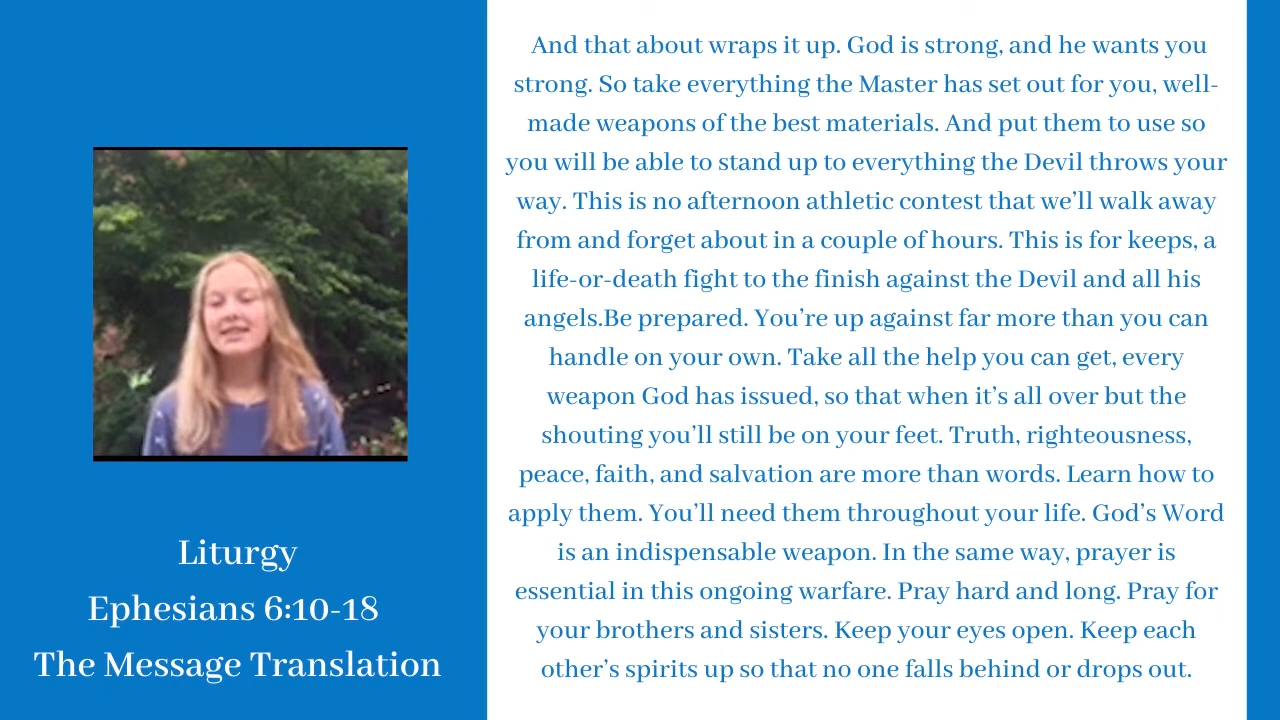 Liturgy
Ephesians 6:10-18
The Message Translation
And that about wraps it up. God is strong, and he wants you
strong. So take everything the Master has set out for you, well-
made weapons of the best materials. And put them to use so
you will be able to stand up to everything the Devil throws your
way. This is no afternoon athletic contest that we’ll walk away
from and forget about in a couple of hours. This is for keeps, a
life-or-death fight to the finish against the Devil and all his
angels.Be prepared. You’re up against far more than you can
handle on your own. Take all the help you can get, every
weapon God has issued, so that when it’s all over but the
shouting you’ll still be on your feet. Truth, righteousness,
peace, faith, and salvation are more than words. Learn how to
apply them. You’ll need them throughout your life. God’s Word
is an indispensable weapon. In the same way, prayer is
essential in this ongoing warfare. Pray hard and long. Pray for
your brothers and sisters. Keep your eyes open. Keep each
other’s spirits up so that no one falls behind or drops out.